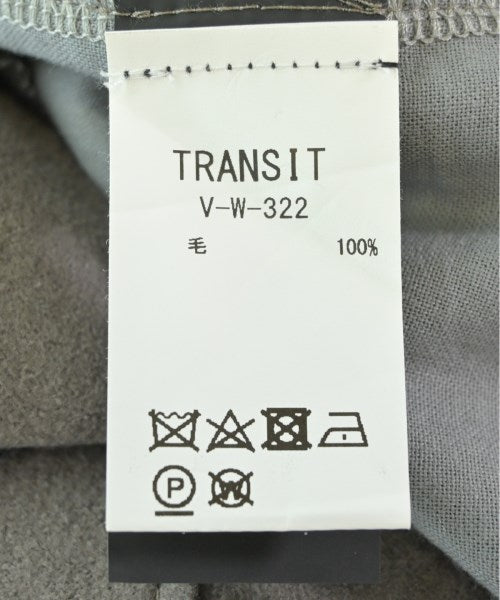 TRANSIT
V-W-322
毛 100%
P
W